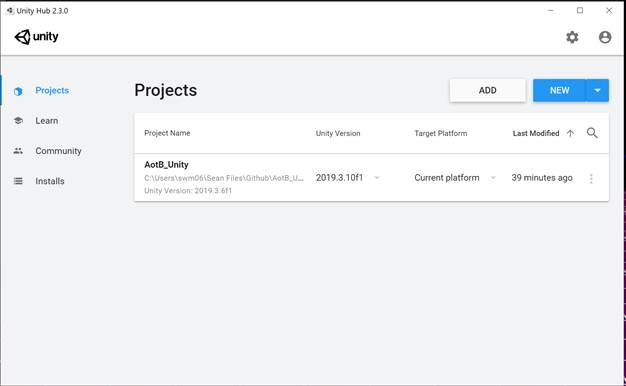 Unity Hub 2.3.0
unity
Projects
Learn
Community
Installs
Projects
ADD
NEW
Project Name
Unity Version
Target Platform
Last Modified
AotB_Unity
C:\Users\swm06\Sean Files\Github\AotB_U...
Unity Version: 2019.3.6f1
2019.3.10f1
Current platform
39 minutes ago